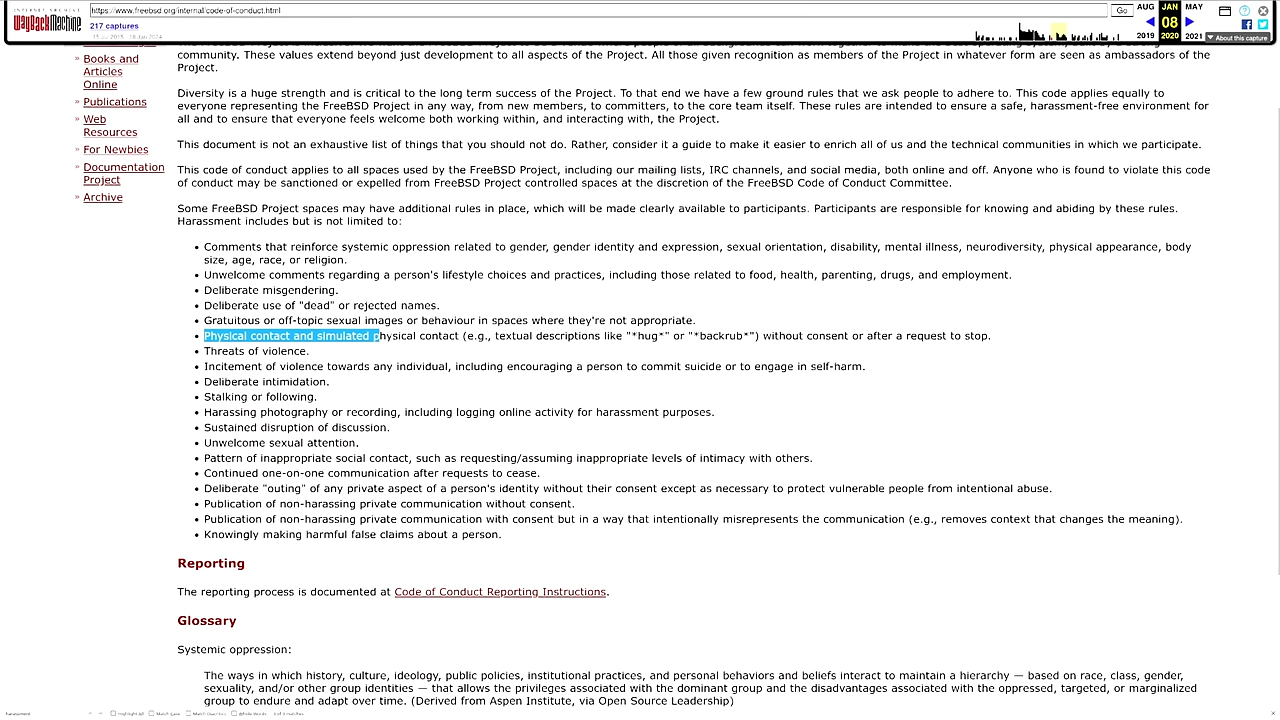 INTERNET ARCHIVE
WayBackMachine
https://www.freebsd.org/internal/code-of-conduct.html
Go
AUG JAN MAY
08
2019 2020 2021
217 captures
About this capture
Books and
Articles
Online
Publications
Web
Resources
For Newbies
Documentation
Project
Archive
community. These values extend beyond just development to all aspects of the Project. All those given recognition as members of the Project in whatever form are seen as ambassadors of the
Project.
Diversity is a huge strength and is critical to the long term success of the Project. To that end we have a few ground rules that we ask people to adhere to. This code applies equally to
everyone representing the FreeBSD Project in any way, from new members, to committers, to the core team itself. These rules are intended to ensure a safe, harassment-free environment for
all and to ensure that everyone feels welcome both working within, and interacting with, the Project.
This document is not an exhaustive list of things that you should not do. Rather, consider it a guide to make it easier to enrich all of us and the technical communities in which we participate.
This code of conduct applies to all spaces used by the FreeBSD Project, including our mailing lists, IRC channels, and social media, both online and off. Anyone who is found to violate this code
of conduct may be sanctioned or expelled from FreeBSD Project controlled spaces at the discretion of the FreeBSD Code of Conduct Committee.
Some FreeBSD Project spaces may have additional rules in place, which will be made clearly available to participants. Participants are responsible for knowing and abiding by these rules.
Harassment includes but is not limited to:
• Comments that reinforce systemic oppression related to gender, gender identity and expression, sexual orientation, disability, mental illness, neurodiversity, physical appearance, body
size, age, race, or religion.
• Unwelcome comments regarding a person's lifestyle choices and practices, including those related to food, health, parenting, drugs, and employment.
• Deliberate misgendering.
• Deliberate use of "dead" or rejected names.
• Gratuitous or off-topic sexual images or behaviour in spaces where they're not appropriate.
• Physical contact and simulated physical contact (e.g., textual descriptions like "*hug*" or "*backrub*") without consent or after a request to stop.
• Threats of violence.
• Incitement of violence towards any individual, including encouraging a person to commit suicide or to engage in self-harm.
• Deliberate intimidation.
• Stalking or following.
• Harassing photography or recording, including logging online activity for harassment purposes.
• Sustained disruption of discussion.
• Unwelcome sexual attention.
• Pattern of inappropriate social contact, such as requesting/assuming inappropriate levels of intimacy with others.
• Continued one-on-one communication after requests to cease.
• Deliberate "outing" of any private aspect of a person's identity without their consent except as necessary to protect vulnerable people from intentional abuse.
• Publication of non-harassing private communication without consent.
• Publication of non-harassing private communication with consent but in a way that intentionally misrepresents the communication (e.g., removes context that changes the meaning).
• Knowingly making harmful false claims about a person.
Reporting
The reporting process is documented at Code of Conduct Reporting Instructions.
Glossary
Systemic oppression:
The ways in which history, culture, ideology, public policies, institutional practices, and personal behaviors and beliefs interact to maintain a hierarchy — based on race, class, gender,
sexuality, and/or other group identities — that allows the privileges associated with the dominant group and the disadvantages associated with the oppressed, targeted, or marginalized
group to endure and adapt over time. (Derived from Aspen Institute, via Open Source Leadership)